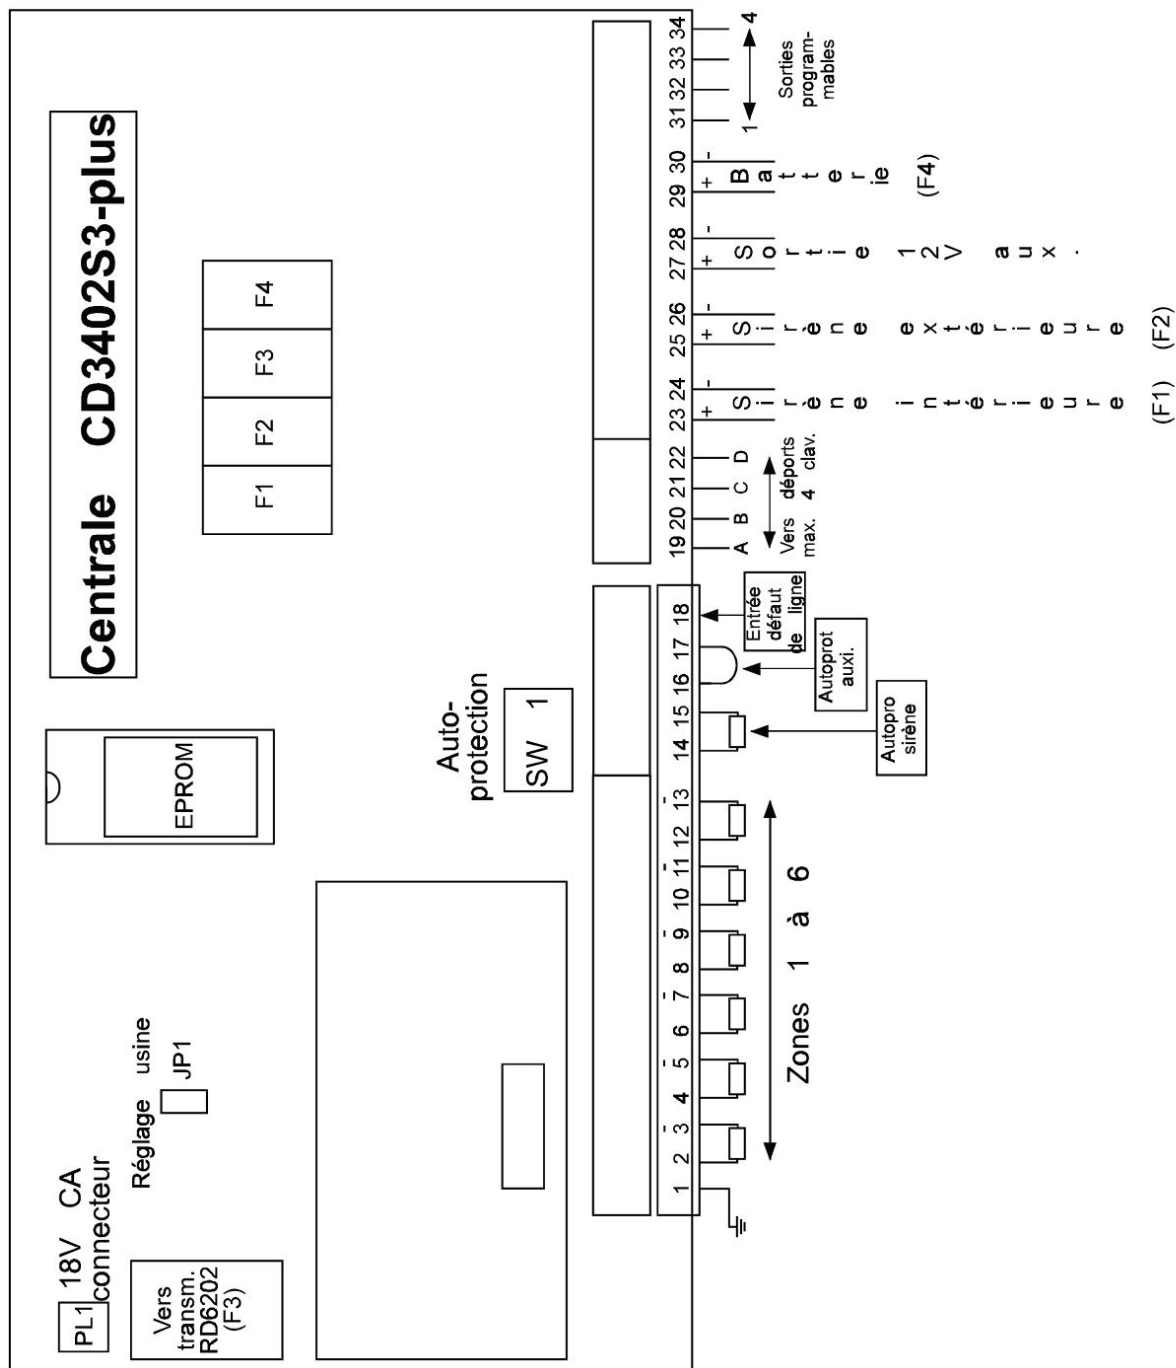 Centrale CD3402S3-plus
PL1
18V CA
connecteur
Réglage usine
JP1
EPROM
Vers
transm.
RD6202
(F3)
F1 F2 F3 F4
Auto-
protection
SW 1
- - - - - -
1 2 3 4 5 6 7 8 9 10 11 12 13 14 15 16 17 18 19 20 21 22 23 24 25 26 27 28 29 30 31 32 33 34
Zones 1 à 6
Autopro
sirène
Autoprot
auxi.
Entrée
défaut
de ligne
A B C D
Vers déports
max. 4 clav.
+ -
Sirène intérieure
(F1)
+ -
Sirène extérieure
(F2)
+ -
Sortie 12V aux.
+ -
Batterie
(F4)
1 4
Sorties
program-
mables